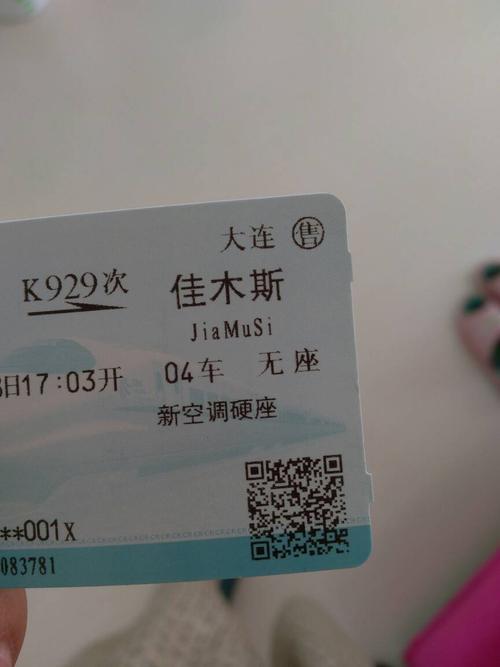 大连 售
K929次 佳木斯
JiaMuSi
日17:03开 04车 无座
新空调硬座
**001X
083781